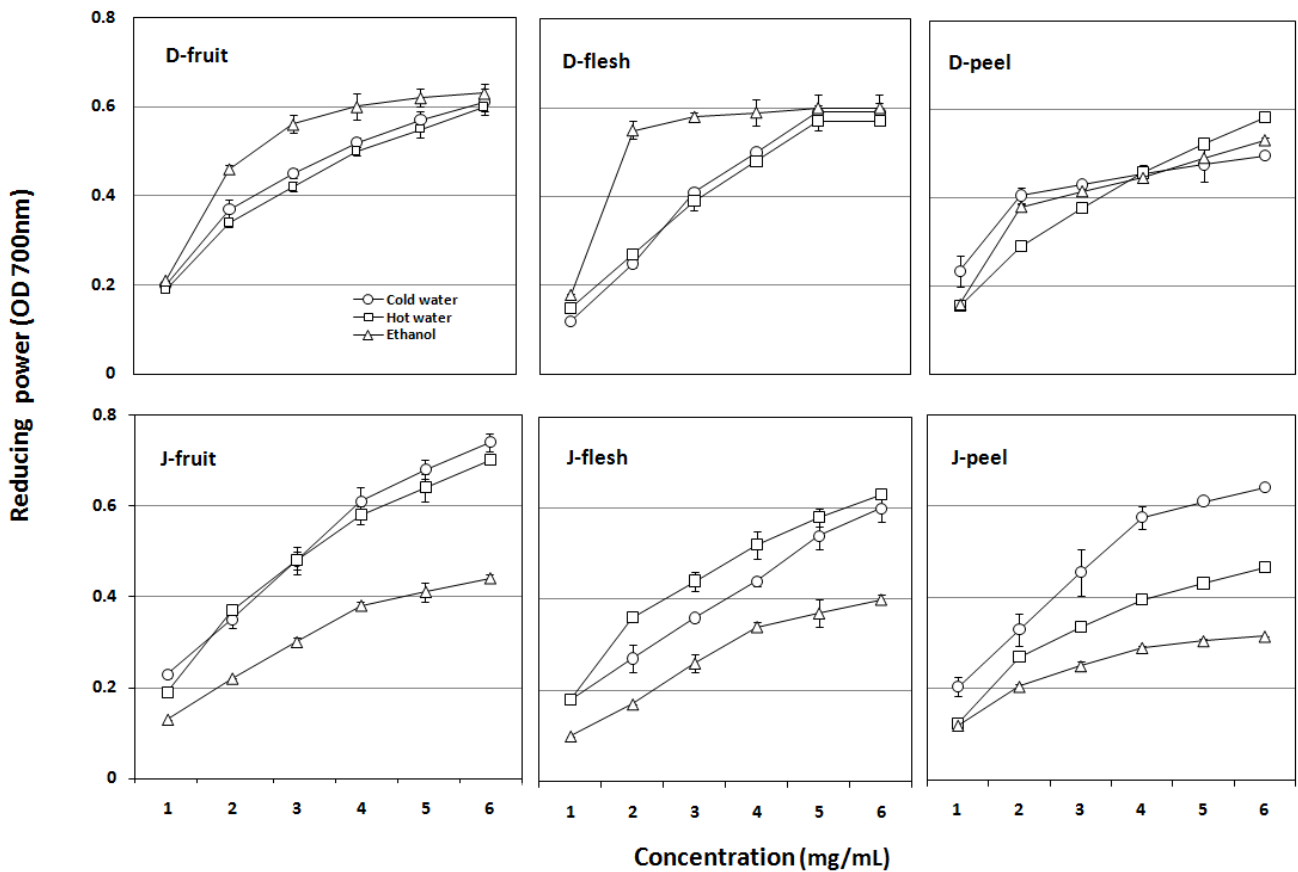 Reducing power (OD 700nm)
0.8
0.6
0.4
0.2
0
D-fruit
Cold water
Hot water
Ethanol
D-flesh
D-peel
0.8
0.6
0.4
0.2
0
J-fruit
J-flesh
J-peel
1 2 3 4 5 6
1 2 3 4 5 6
1 2 3 4 5 6
Concentration (mg/mL)